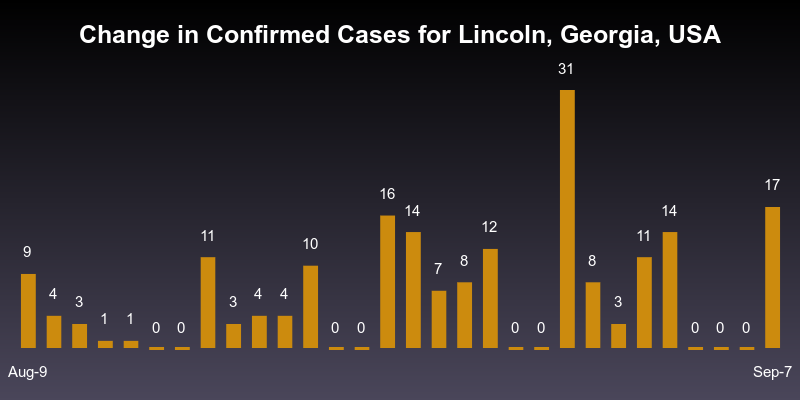 Change in Confirmed Cases for Lincoln, Georgia, USA
9 4 3 1 1 0 0 11 3 4 4 10 0 0 16 14 7 8 12 0 0 31 8 3 11 14 0 0 0 17
Aug-9 Sep-7